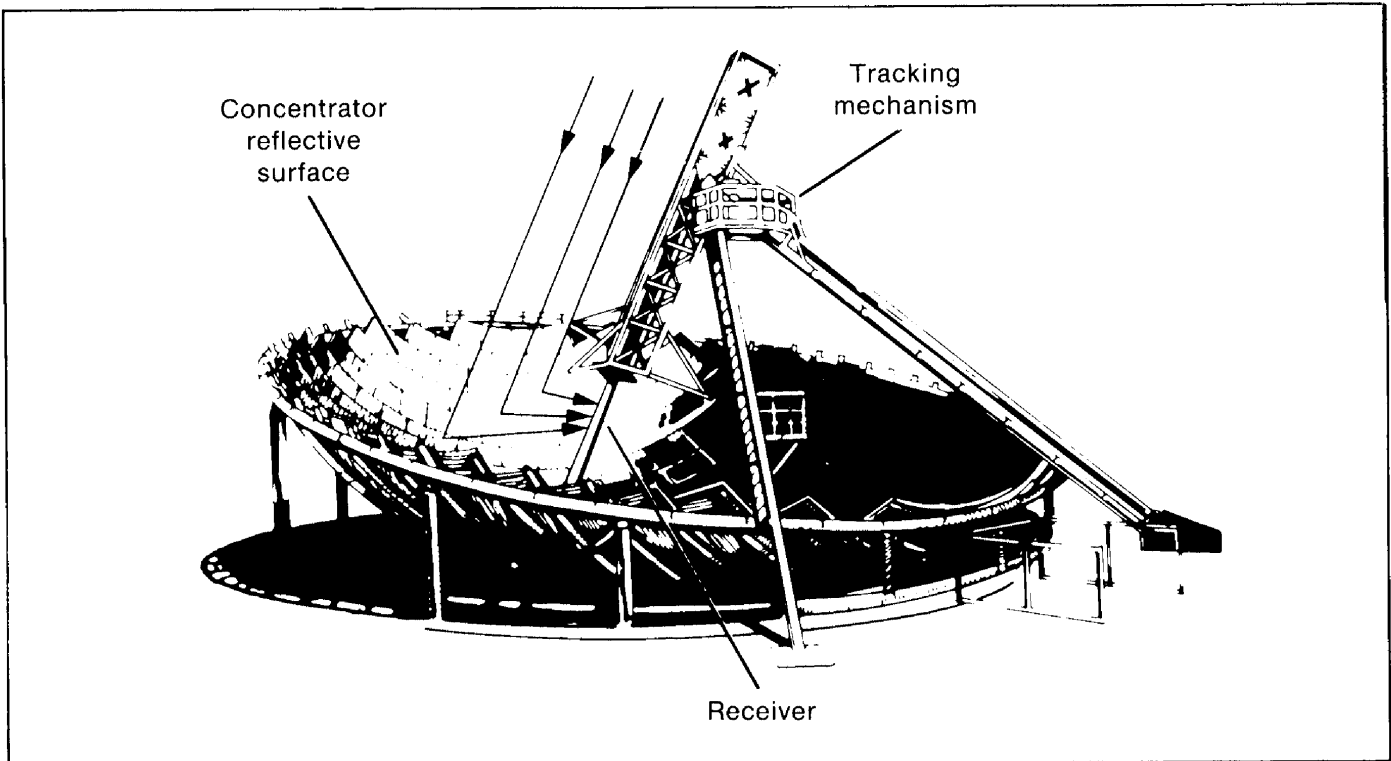 Concentrator
reflective
surface
Tracking
mechanism
Receiver